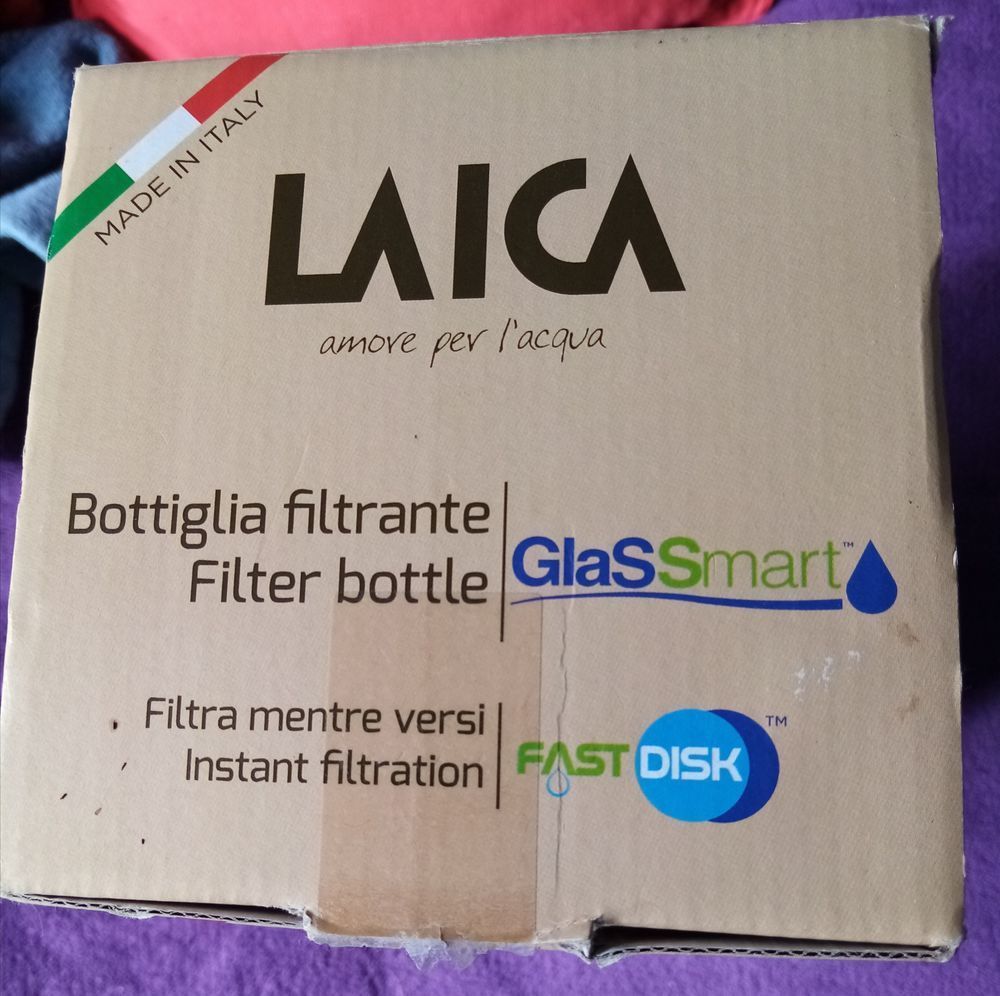 MADE IN ITALY
LAICA
amore per l'acqua
Bottiglia filtrante
Filter bottle
GlaSSmart™
Filtra mentre versi
Instant filtration
FAST DISK™